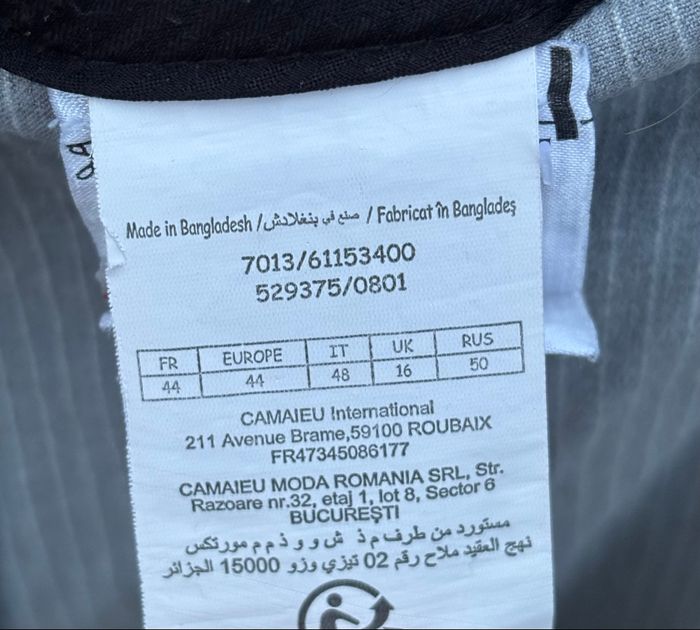 Made in Bangladesh / صنع في بنغلادش / Fabricat în Bangladeş
7013/61153400
529375/0801
FR EUROPE IT UK RUS
44 44 48 16 50
CAMAIEU International
211 Avenue Brame,59100 ROUBAIX
FR47345086177
CAMAIEU MODA ROMANIA SRL, Str.
Razoare nr.32, etaj 1, lot 8, Sector 6
BUCUREŞTI
مستورد من طرف م ذ ش و و ذ م م مورتكس
نهج العقيد ملاح رقم 02 تيزي وزو 15000 الجزائر